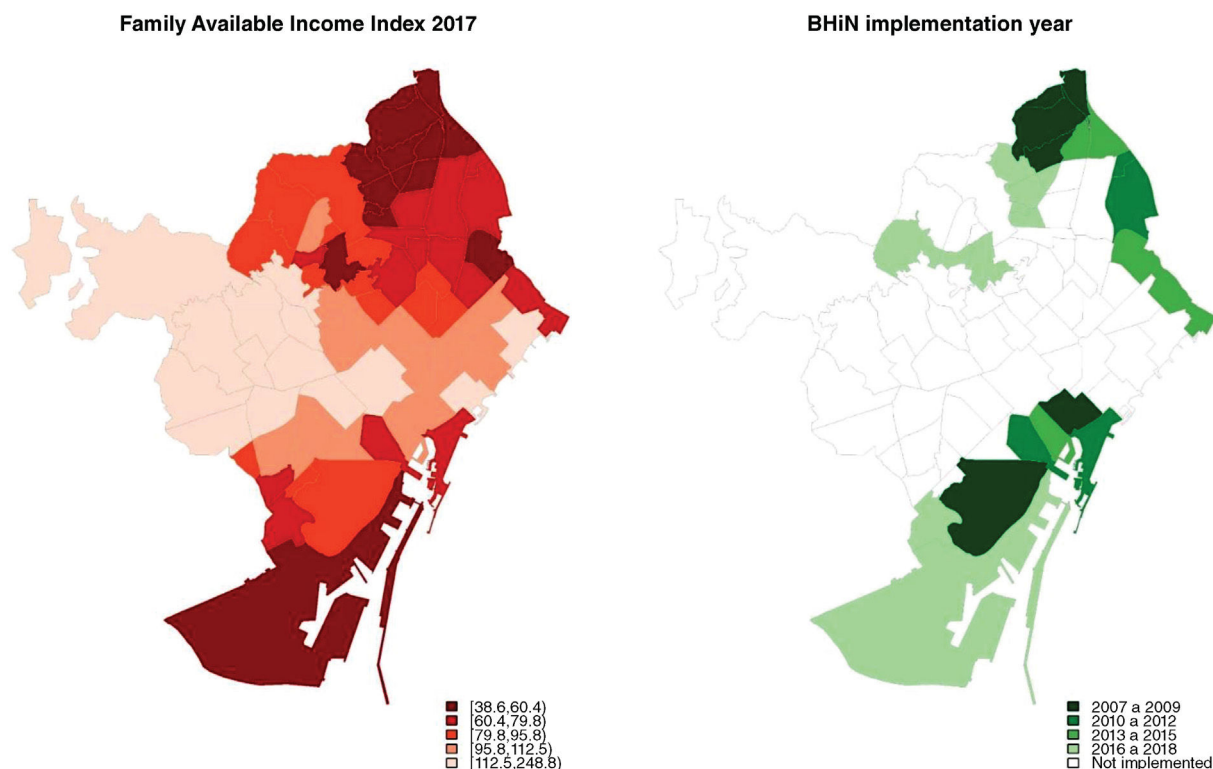 Family Available Income Index 2017
BHiN implementation year
[38.6,60.4)
[60.4,79.8)
[79.8,95.8)
[95.8,112.5)
[112.5,248.8)
2007 a 2009
2010 a 2012
2013 a 2015
2016 a 2018
Not implemented